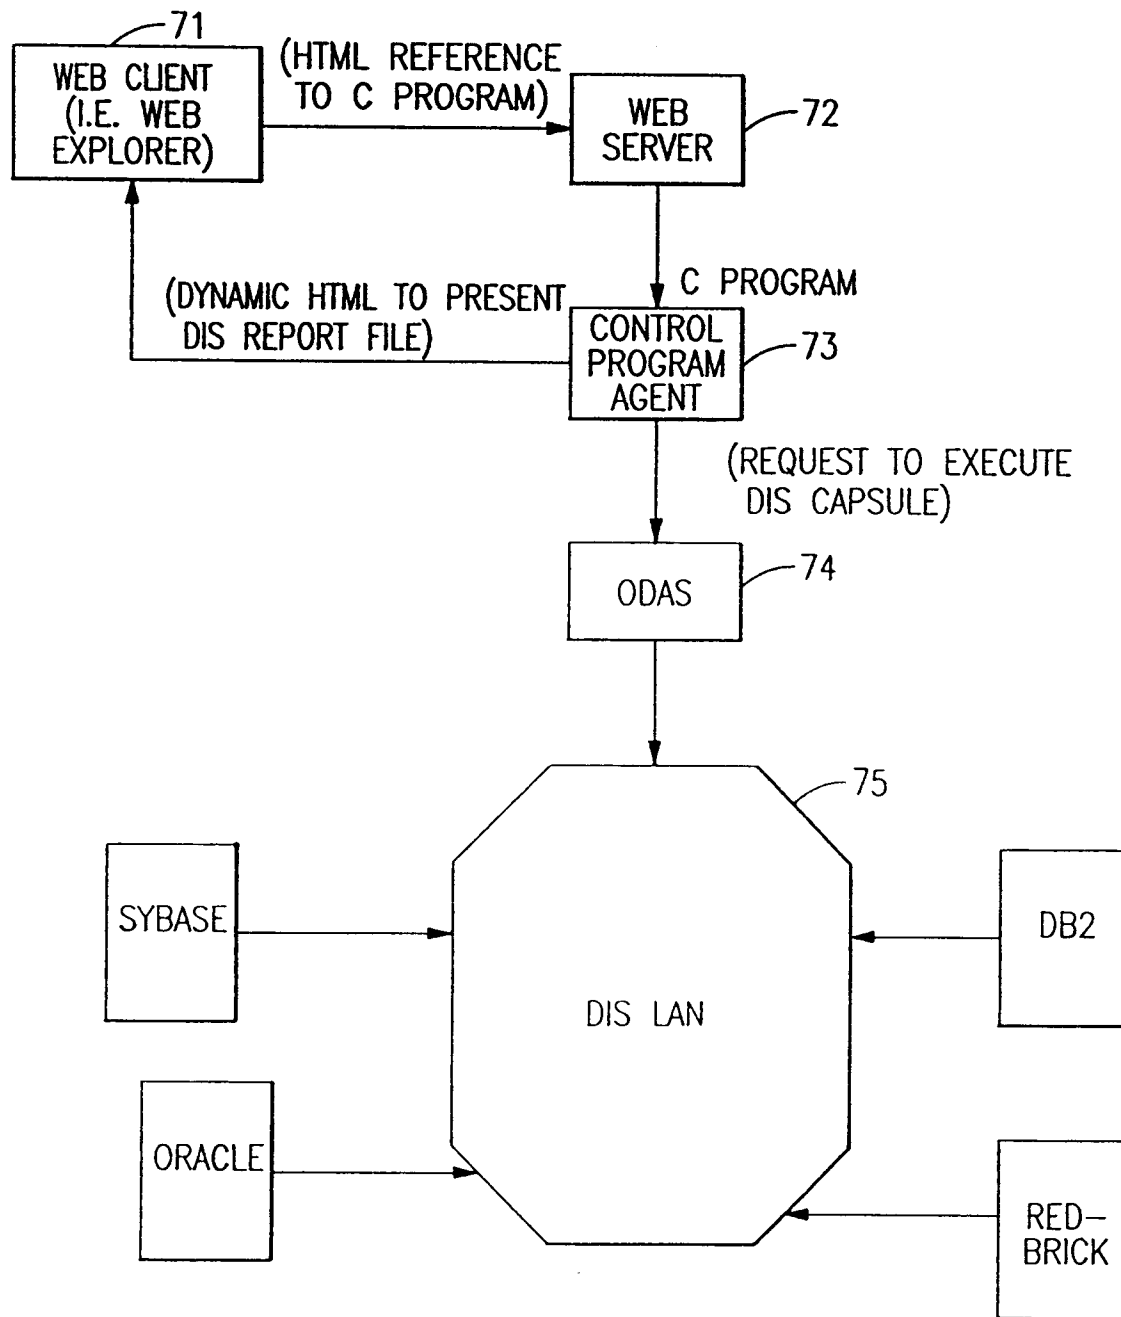 71
WEB CLIENT
(I.E. WEB
EXPLORER)
(HTML REFERENCE
TO C PROGRAM)
WEB
SERVER
72
(DYNAMIC HTML TO PRESENT
DIS REPORT FILE)
C PROGRAM
CONTROL
PROGRAM
AGENT
73
(REQUEST TO EXECUTE
DIS CAPSULE)
ODAS
74
75
SYBASE
DB2
DIS LAN
ORACLE
RED-
BRICK